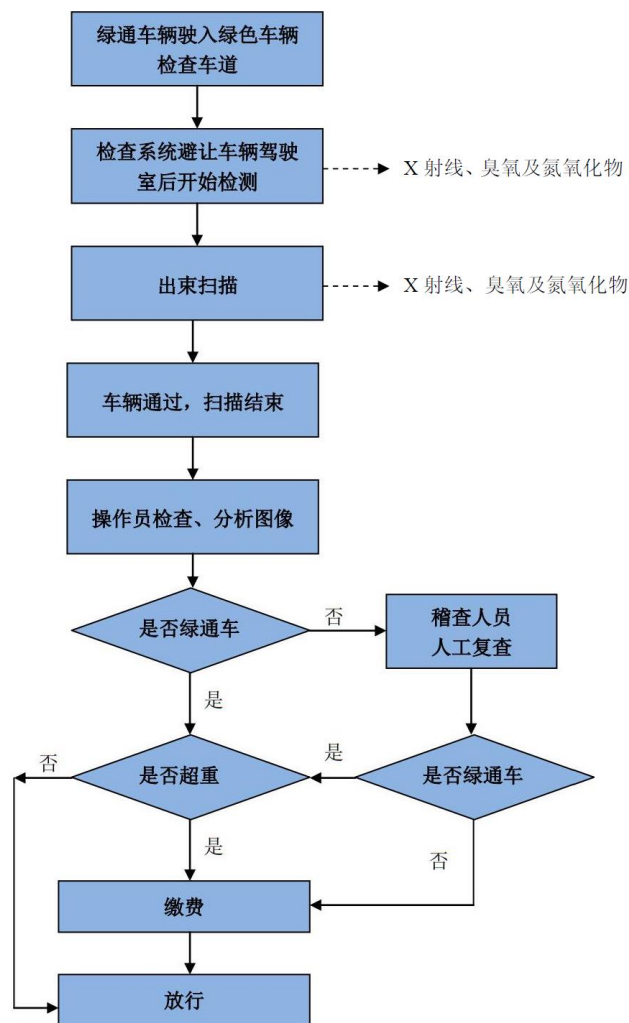 绿通车辆驶入绿色车辆
检查车道
检查系统避让车辆驾驶
室后开始检测
X 射线、臭氧及氮氧化物
出束扫描
X 射线、臭氧及氮氧化物
车辆通过，扫描结束
操作员检查、分析图像
是否绿通车
否
稽查人员
人工复查
是
否
是否超重
是
是否绿通车
是
否
缴费
放行